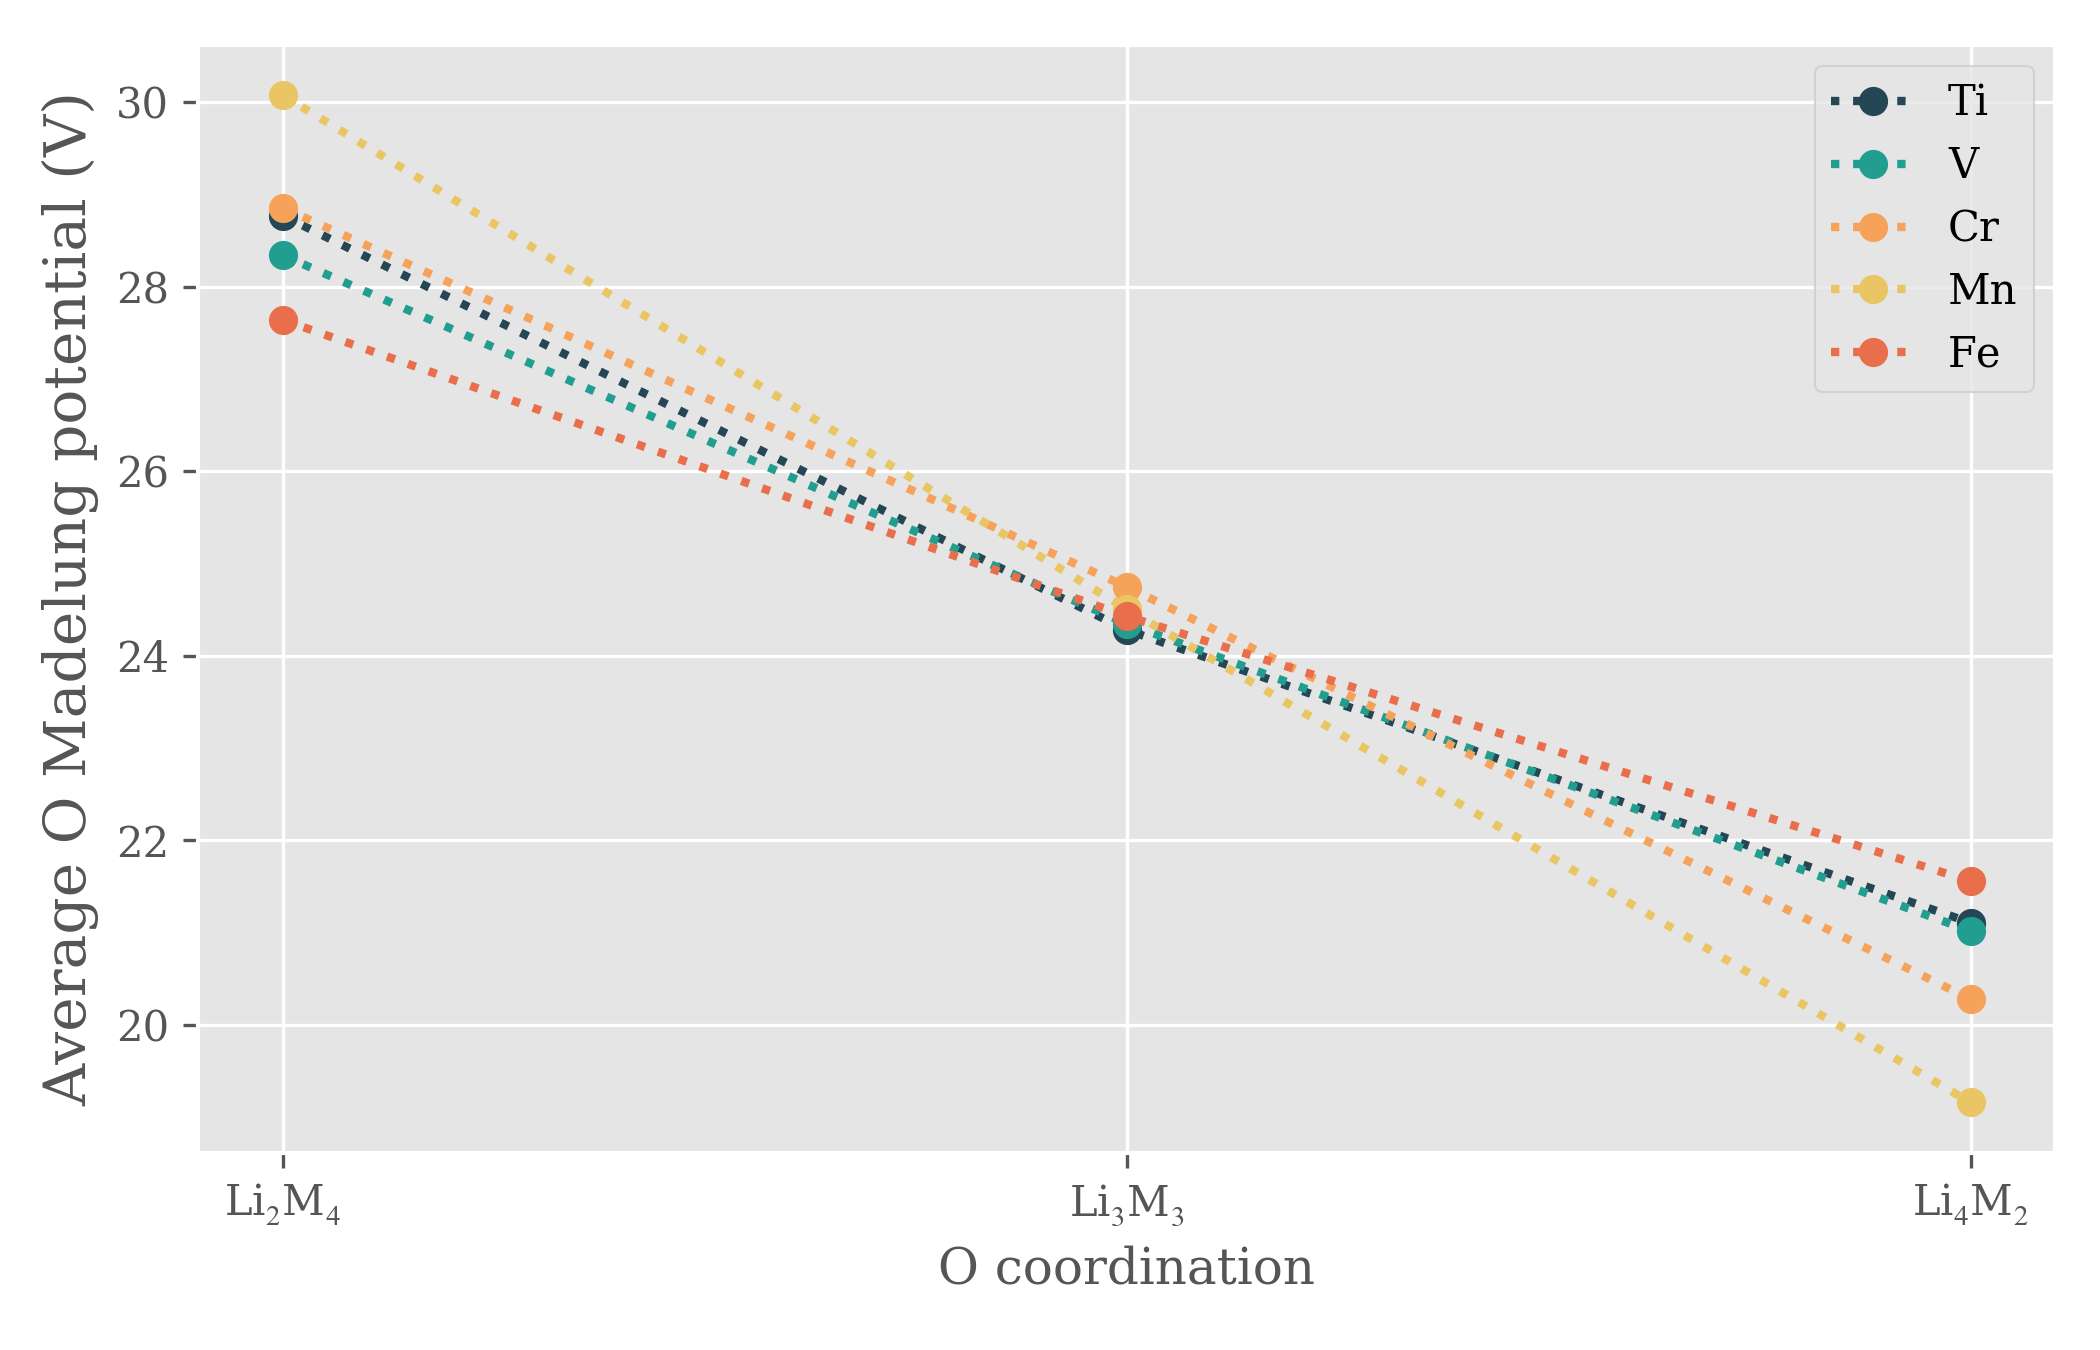 Average O Madelung potential (V)
30
28
26
24
22
20
Ti
V
Cr
Mn
Fe
Li₂M₄
Li₃M₃
Li₄M₂
O coordination